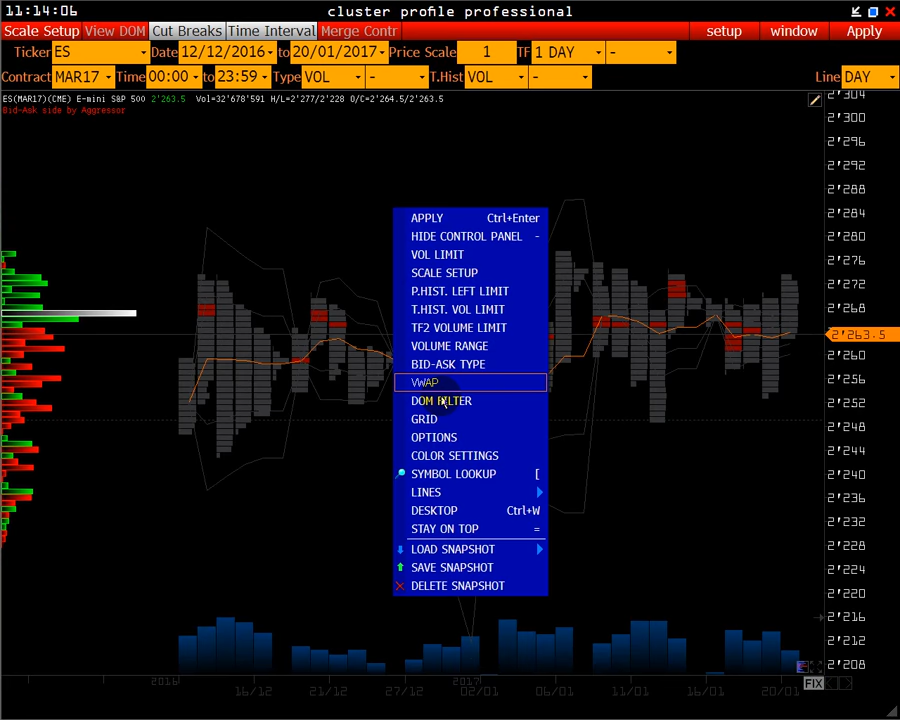 11:14:06 cluster profile professional
Scale Setup View DOM Cut Breaks Time Interval Merge Contr setup window Apply
Ticker ES Date 12/12/2016 to 20/01/2017 Price Scale 1 TF 1 DAY -
Contract MAR17 Time 00:00 to 23:59 Type VOL - T.Hist VOL - Line DAY
ES(MAR17)(CME) E-mini S&P 500 2'263.5 Vol=32'678'591 H/L=2'277/2'228 O/C=2'264.5/2'263.5
Bid-Ask side by Aggressor
2'304
2'300
2'296
2'292
2'288
2'284
2'280
2'276
2'272
2'268
2'263.5
2'260
2'256
2'252
2'248
2'244
2'240
2'236
2'232
2'228
2'224
2'220
2'216
2'212
2'208
APPLY Ctrl+Enter
HIDE CONTROL PANEL -
VOL LIMIT
SCALE SETUP
P.HIST. LEFT LIMIT
T.HIST. VOL LIMIT
TF2 VOLUME LIMIT
VOLUME RANGE
BID-ASK TYPE
VWAP
DOM FILTER
GRID
OPTIONS
COLOR SETTINGS
SYMBOL LOOKUP [
LINES
DESKTOP Ctrl+W
STAY ON TOP =
LOAD SNAPSHOT
SAVE SNAPSHOT
DELETE SNAPSHOT
FIX
2016 2017
16/12 21/12 27/12 02/01 06/01 11/01 16/01 20/01